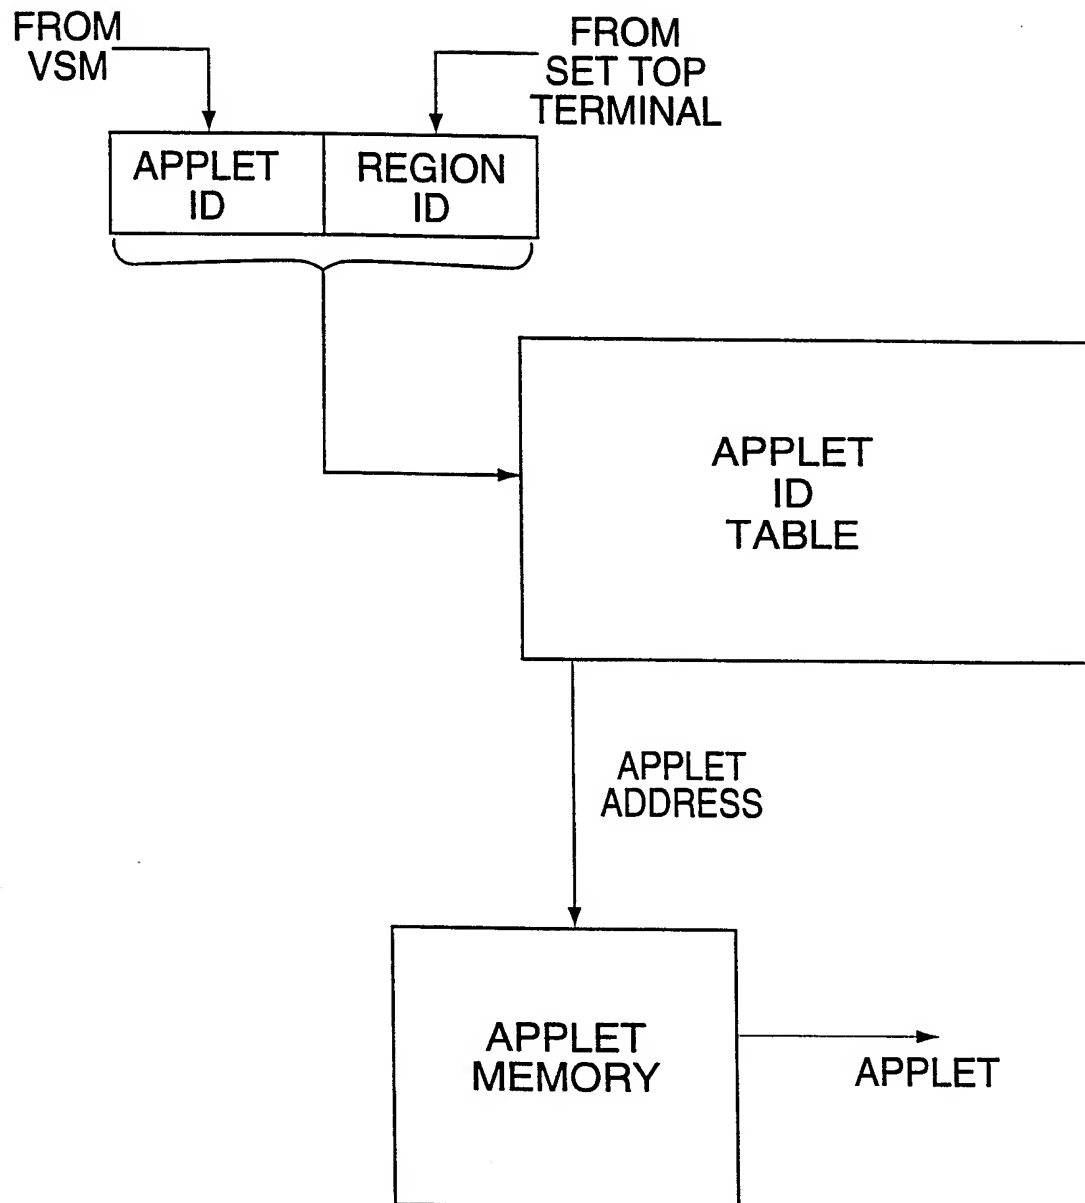 FROM
VSM
FROM
SET TOP
TERMINAL
APPLET
ID
REGION
ID
APPLET
ID
TABLE
APPLET
ADDRESS
APPLET
MEMORY
APPLET